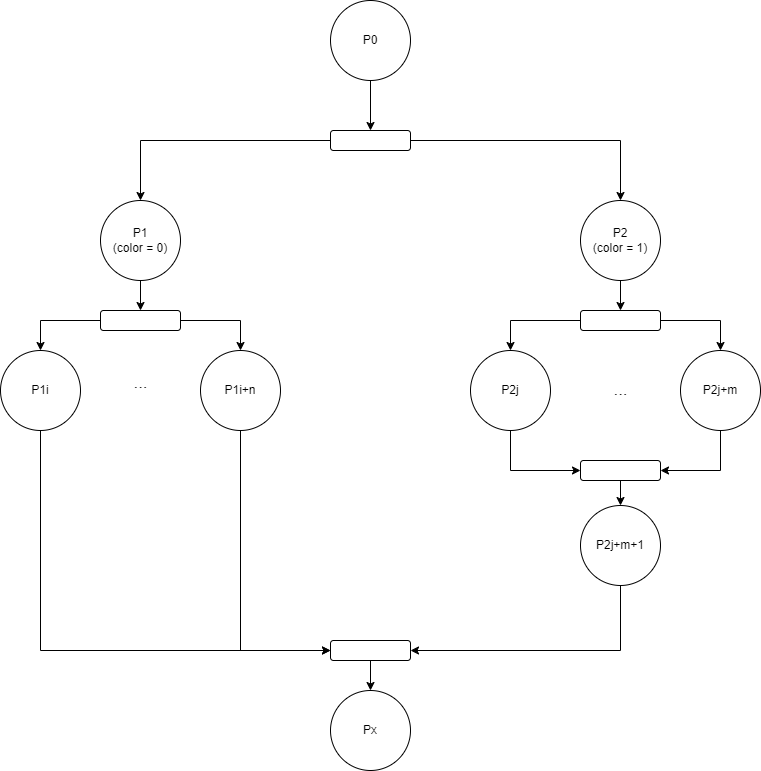 P0
P1
(color = 0)
P2
(color = 1)
P1i
...
P1i+n
P2j
...
P2j+m
P2j+m+1
Px